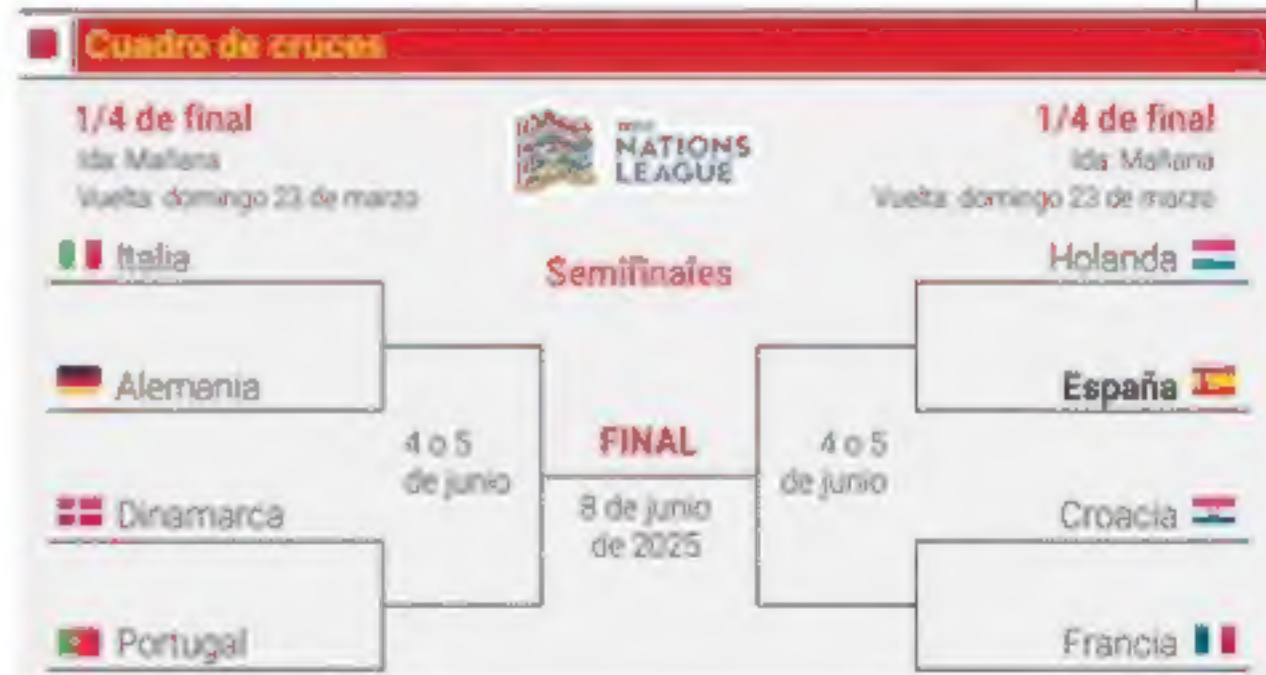 Cuadro de cruces
1/4 de final
Ida: Mañana
Vuelta: domingo 23 de marzo
NATIONS
LEAGUE
1/4 de final
Ida: Mañana
Vuelta: domingo 23 de marzo
Italia
Alemania
Dinamarca
Portugal
Semifinales
4 o 5
de junio
FINAL
8 de junio
de 2025
4 o 5
de junio
Holanda
España
Croacia
Francia